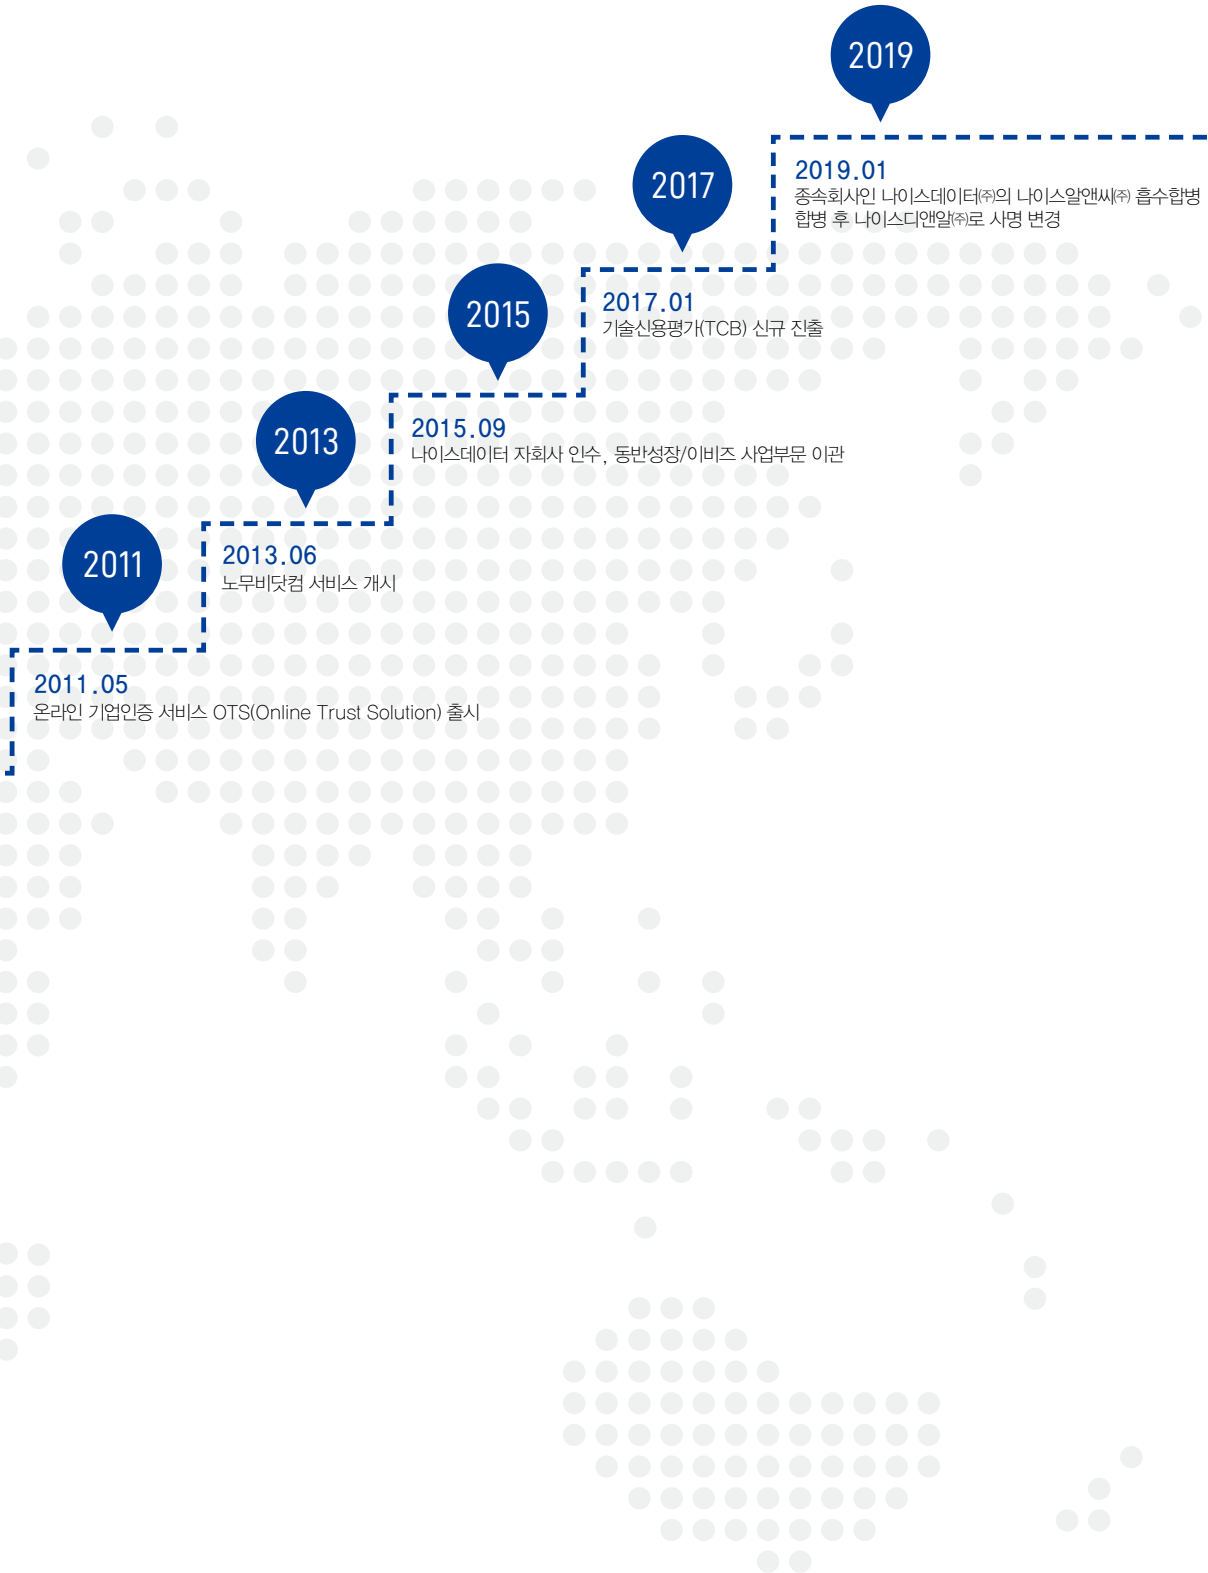 2019
2019.01
종속회사인 나이스데이터㈜의 나이스알앤씨㈜ 흡수합병
합병 후 나이스디앤알㈜로 사명 변경
2017
2017.01
기술신용평가(TCB) 신규 진출
2015
2015.09
나이스데이터 자회사 인수, 동반성장/이비즈 사업부문 이관
2013
2013.06
노무비닷컴 서비스 개시
2011
2011.05
온라인 기업인증 서비스 OTS(Online Trust Solution) 출시